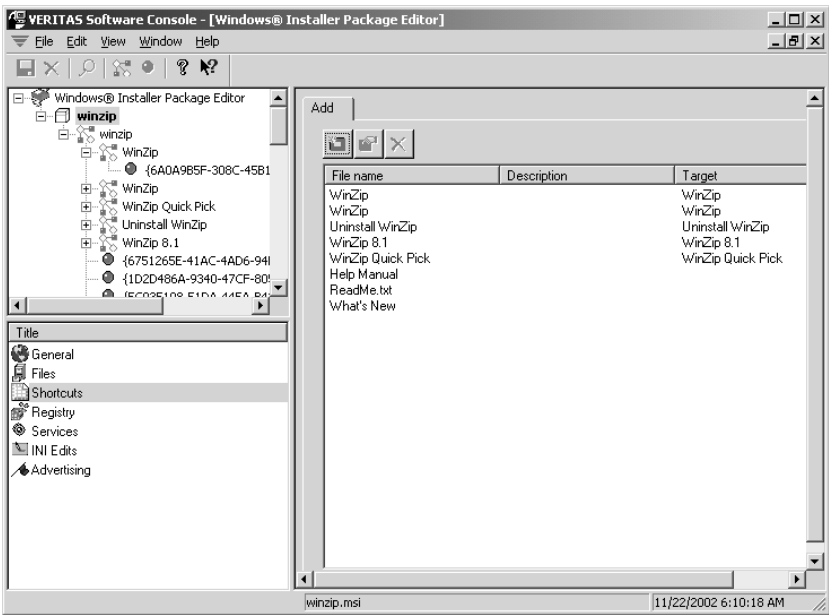 VERITAS Software Console - [Windows® Installer Package Editor]
File Edit View Window Help
Windows® Installer Package Editor
winzip
winzip
WinZip
{6A0A9B5F-308C-45B1
WinZip
WinZip Quick Pick
Uninstall WinZip
WinZip 8.1
{6751265E-41AC-4AD6-94
{1D2D486A-9340-47CF-80
Title
General
Files
Shortcuts
Registry
Services
INI Edits
Advertising
Add
File name Description Target
WinZip WinZip
WinZip WinZip
Uninstall WinZip Uninstall WinZip
WinZip 8.1 WinZip 8.1
WinZip Quick Pick WinZip Quick Pick
Help Manual
ReadMe.txt
What's New
winzip.msi 11/22/2002 6:10:18 AM